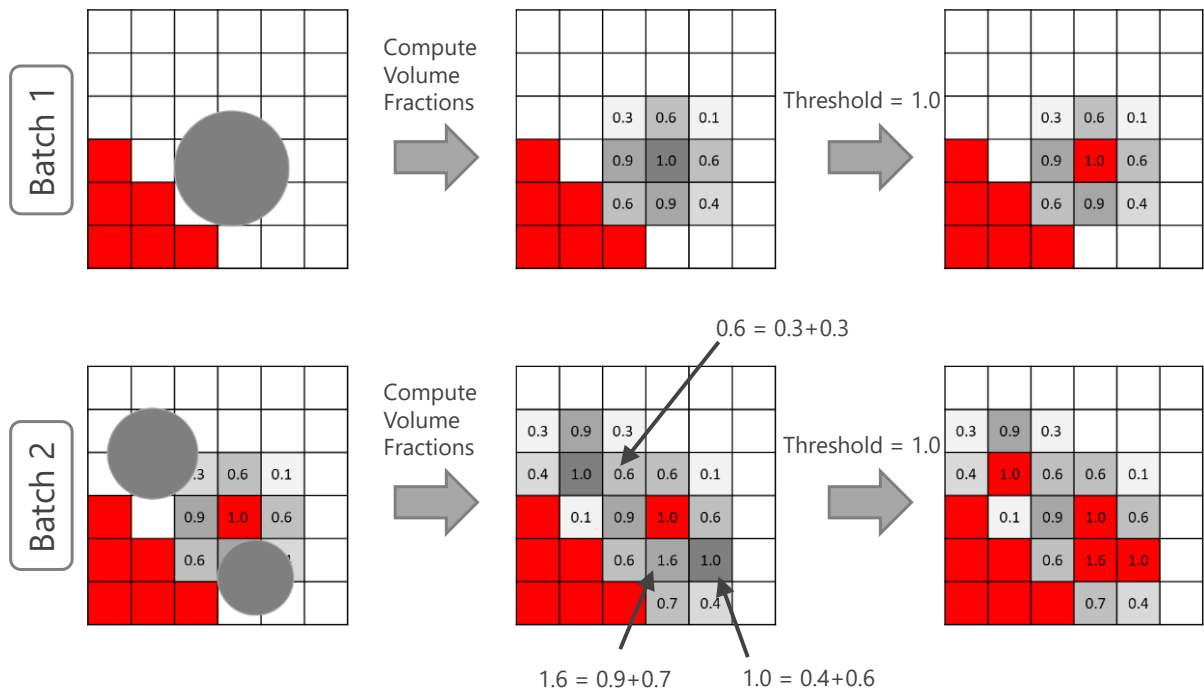 Batch 1
Compute
Volume
Fractions
0.3 0.6 0.1
0.9 1.0 0.6
0.6 0.9 0.4
Threshold = 1.0
0.3 0.6 0.1
0.9 1.0 0.6
0.6 0.9 0.4
Batch 2
0.6 0.1
0.9 1.0 0.6
0.6
Compute
Volume
Fractions
0.6 = 0.3+0.3
0.3 0.9 0.3
0.4 1.0 0.6 0.6 0.1
0.1 0.9 1.0 0.6
0.6 1.6 1.0
0.7 0.4
1.6 = 0.9+0.7
1.0 = 0.4+0.6
Threshold = 1.0
0.3 0.9 0.3
0.4 1.0 0.6 0.6 0.1
0.1 0.9 1.0 0.6
0.6 1.6 1.0
0.7 0.4